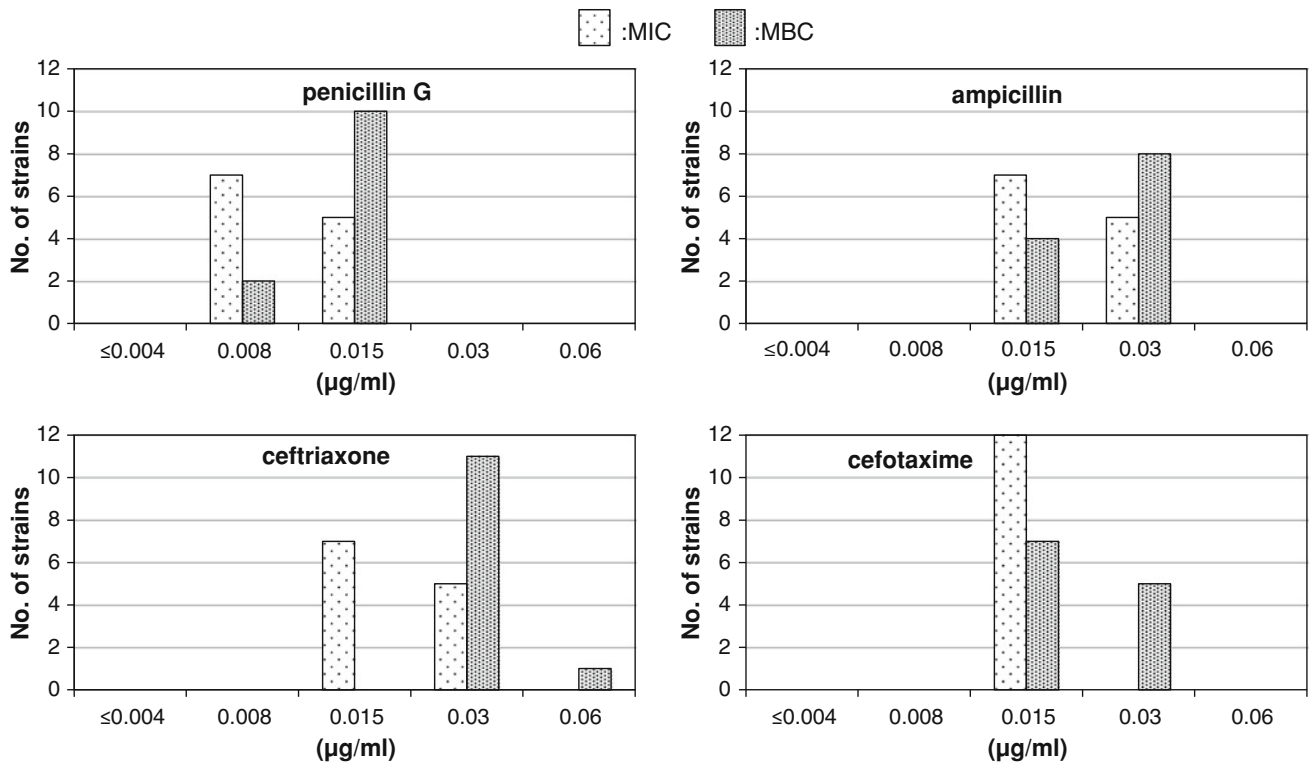 :MIC :MBC
penicillin G
No. of strains
12
10
8
6
4
2
0
≤0.004 0.008 0.015 0.03 0.06
(µg/ml)
ampicillin
No. of strains
12
10
8
6
4
2
0
≤0.004 0.008 0.015 0.03 0.06
(µg/ml)
ceftriaxone
No. of strains
12
10
8
6
4
2
0
≤0.004 0.008 0.015 0.03 0.06
(µg/ml)
cefotaxime
No. of strains
12
10
8
6
4
2
0
≤0.004 0.008 0.015 0.03 0.06
(µg/ml)